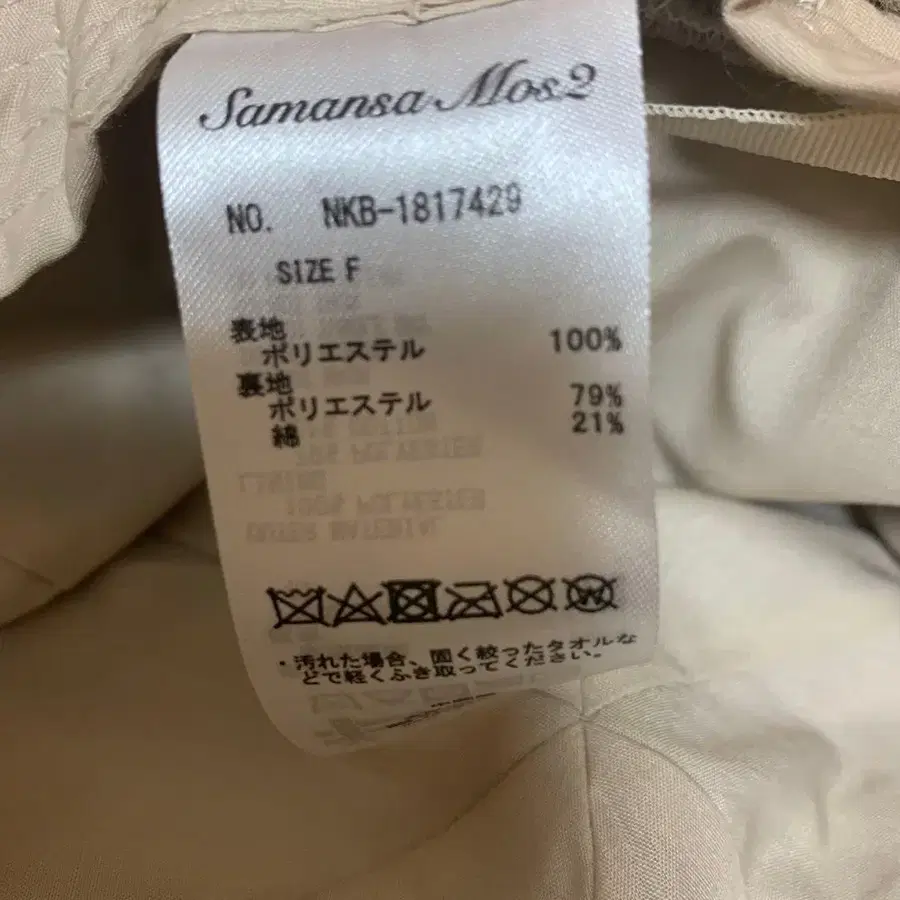 Samansa Mos2
NO. NKB-1817429
SIZE F
表地
ポリエステル 100%
裏地
ポリエステル 79%
綿 21%
・汚れた場合、固く絞ったタオルな
どで軽くふき取ってください。